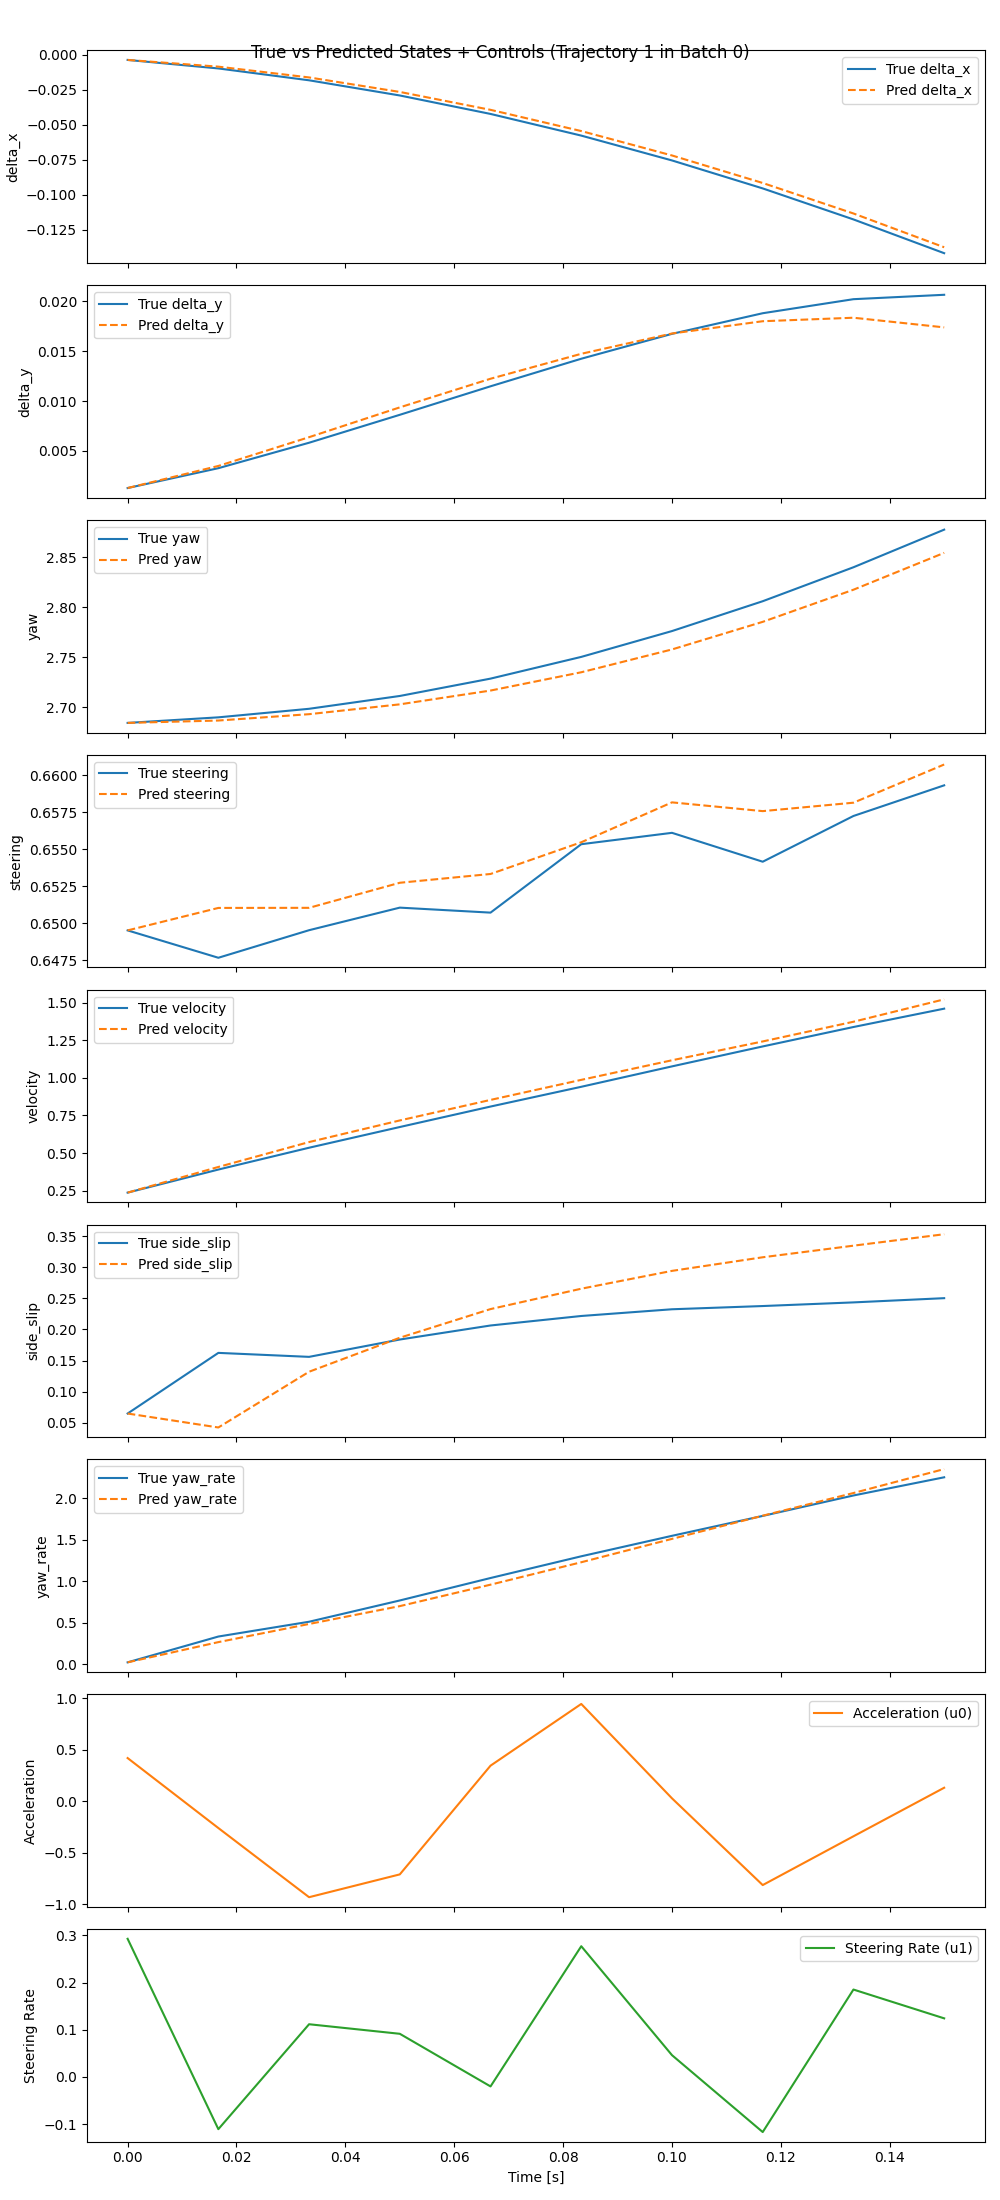 True vs Predicted States + Controls (Trajectory 1 in Batch 0)
0.000
−0.025
−0.050
−0.075
−0.100
−0.125
delta_x
True delta_x
Pred delta_x
0.020
0.015
0.010
0.005
delta_y
True delta_y
Pred delta_y
2.85
2.80
2.75
2.70
yaw
True yaw
Pred yaw
0.6600
0.6575
0.6550
0.6525
0.6500
0.6475
steering
True steering
Pred steering
1.50
1.25
1.00
0.75
0.50
0.25
velocity
True velocity
Pred velocity
0.35
0.30
0.25
0.20
0.15
0.10
0.05
side_slip
True side_slip
Pred side_slip
2.0
1.5
1.0
0.5
0.0
yaw_rate
True yaw_rate
Pred yaw_rate
1.0
0.5
0.0
−0.5
−1.0
Acceleration
Acceleration (u0)
0.3
0.2
0.1
0.0
−0.1
Steering Rate
Steering Rate (u1)
0.00 0.02 0.04 0.06 0.08 0.10 0.12 0.14
Time [s]